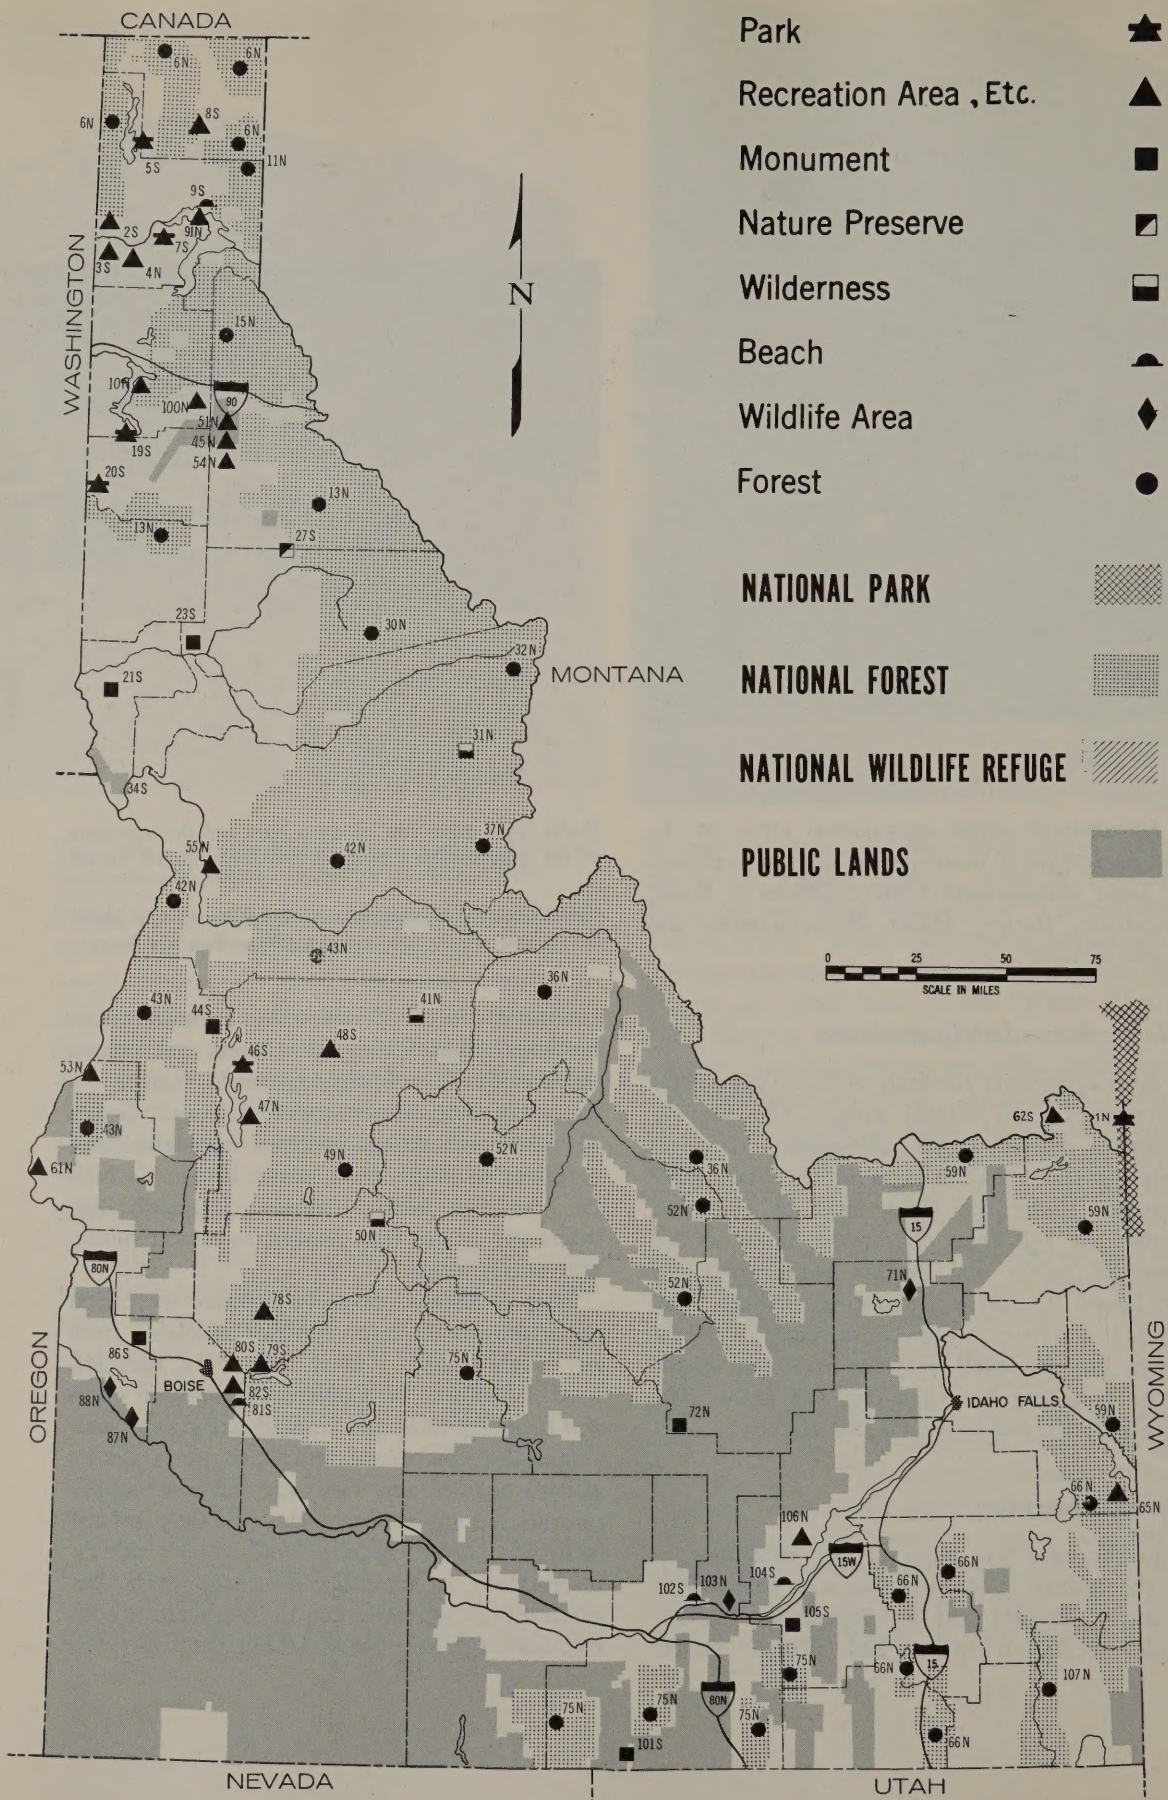 CANADA
Park
Recreation Area , Etc.
Monument
Nature Preserve
Wilderness
Beach
Wildlife Area
Forest
NATIONAL PARK
NATIONAL FOREST
NATIONAL WILDLIFE REFUGE
PUBLIC LANDS
0 25 50 75
SCALE IN MILES
N
WASHINGTON
MONTANA
OREGON
WYOMING
NEVADA
UTAH
BOISE
IDAHO FALLS
6N
6N
6N
8S
6N
5S
11N
9S
2S
7S
3S
4N
15N
90
100N
51N
45N
54N
19S
20S
13N
13N
27S
23S
30N
32N
21S
31N
34S
37N
55N
42N
42N
43N
36N
43N
41N
44S
48S
46S
53N
47N
62S
1N
43N
61N
49N
52N
36N
59N
52N
59N
50N
15
80N
71N
52N
78S
86S
80S
79S
75N
82S
88N
81S
87N
72N
59N
66N
65N
106N
15W
66N
104S
103N
102S
66N
105S
75N
66N
15
107N
80N
75N
75N
75N
66N
101S